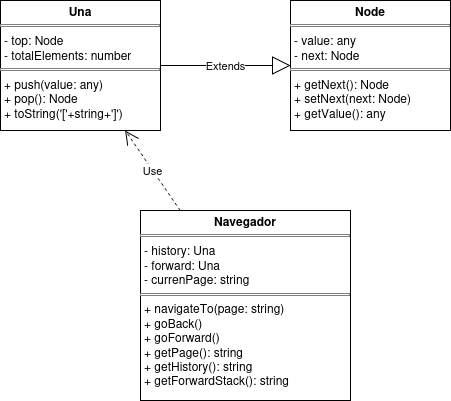 Una
- top: Node
- totalElements: number
+ push(value: any)
+ pop(): Node
+ toString('['+string+']')
Extends
Node
- value: any
- next: Node
+ getNext(): Node
+ setNext(next: Node)
+ getValue(): any
Use
Navegador
- history: Una
- forward: Una
- currenPage: string
+ navigateTo(page: string)
+ goBack()
+ goForward()
+ getPage(): string
+ getHistory(): string
+ getForwardStack(): string